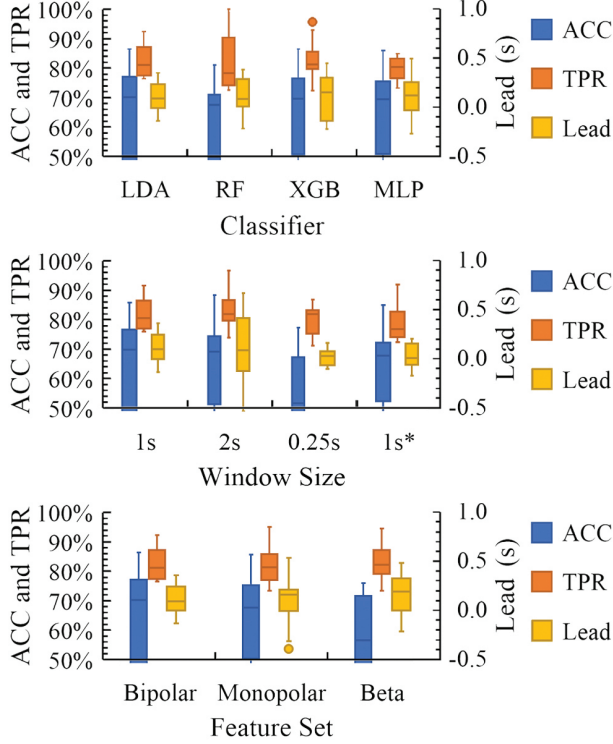 ACC and TPR
100%
90%
80%
70%
60%
50%
1.0
0.5
0.0
-0.5
Lead (s)
ACC
TPR
Lead
LDA RF XGB MLP
Classifier
ACC and TPR
100%
90%
80%
70%
60%
50%
1.0
0.5
0.0
-0.5
Lead (s)
ACC
TPR
Lead
1s 2s 0.25s 1s*
Window Size
ACC and TPR
100%
90%
80%
70%
60%
50%
1.0
0.5
0.0
-0.5
Lead (s)
ACC
TPR
Lead
Bipolar Monopolar Beta
Feature Set